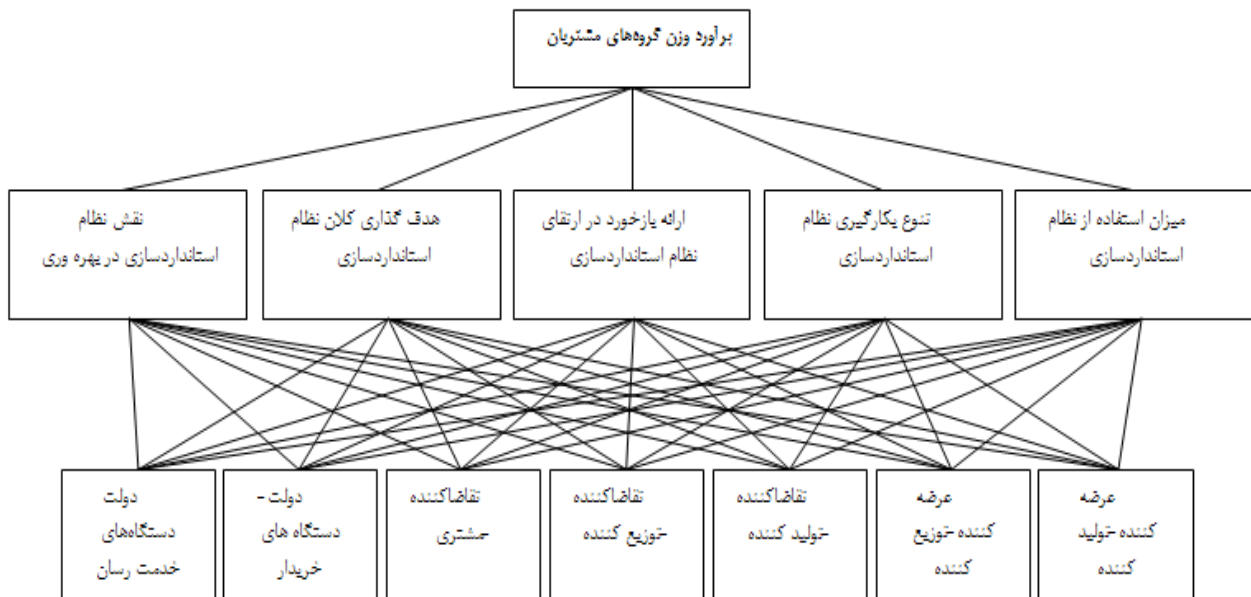 برآورد وزن گروه‌های مشتریان
میزان استفاده از نظام
استانداردسازی
تنوع بکارگیری نظام
استانداردسازی
ارائه بازخورد در ارتقای
نظام استانداردسازی
هدف گذاری کلان نظام
استانداردسازی
نقش نظام
استانداردسازی در بهره وری
عرضه
کننده-تولید
کننده
عرضه
کننده-توزیع
کننده
تقاضاکننده
-تولید کننده
تقاضاکننده
-توزیع کننده
تقاضاکننده
-مشتری
دولت-
دستگاه های
خریدار
دولت
دستگاه‌های
خدمت رسان